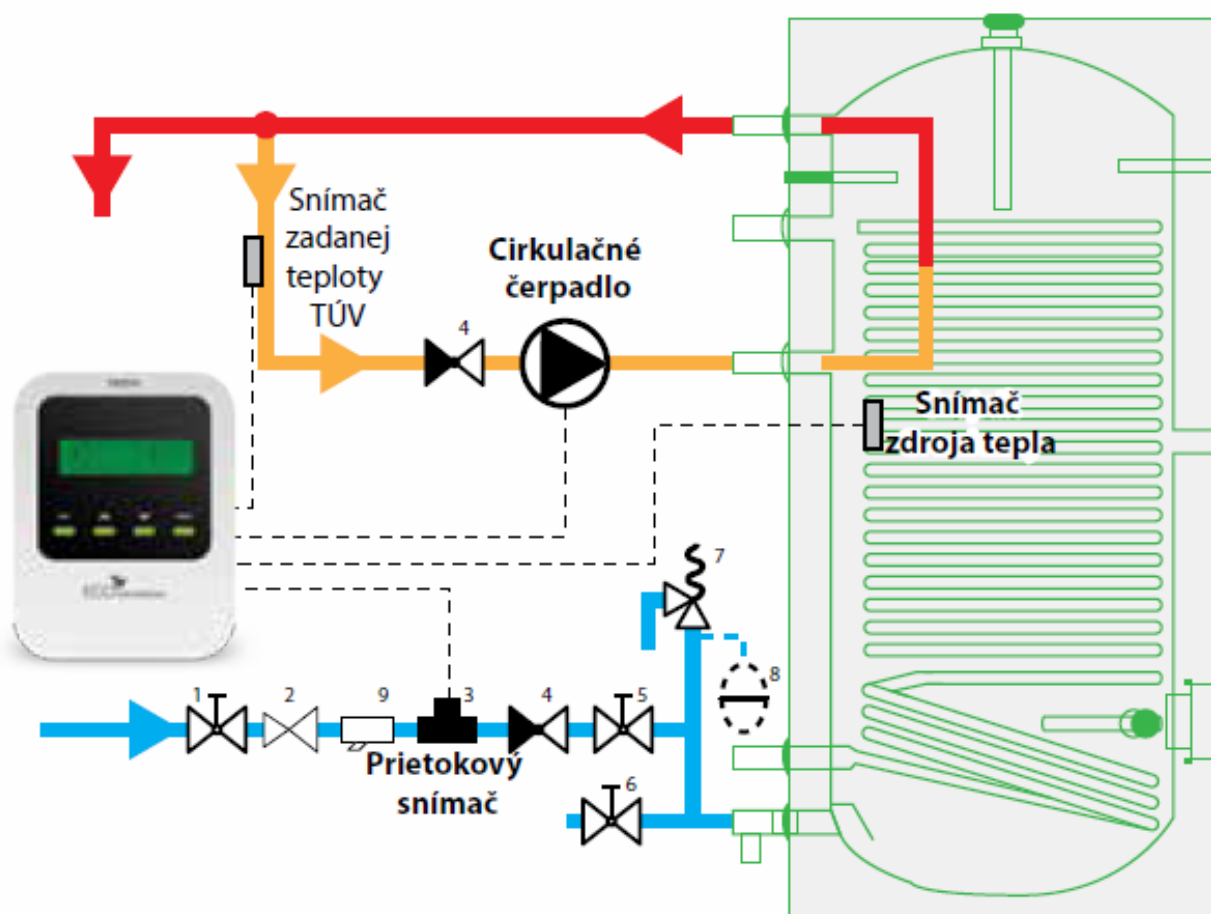 Snímač
zadanej
teploty
TÚV
Cirkulačné
čerpadlo
4
Snímač
zdroja tepla
7
8
1
2
9
3
4
5
Prietokový
snímač
6